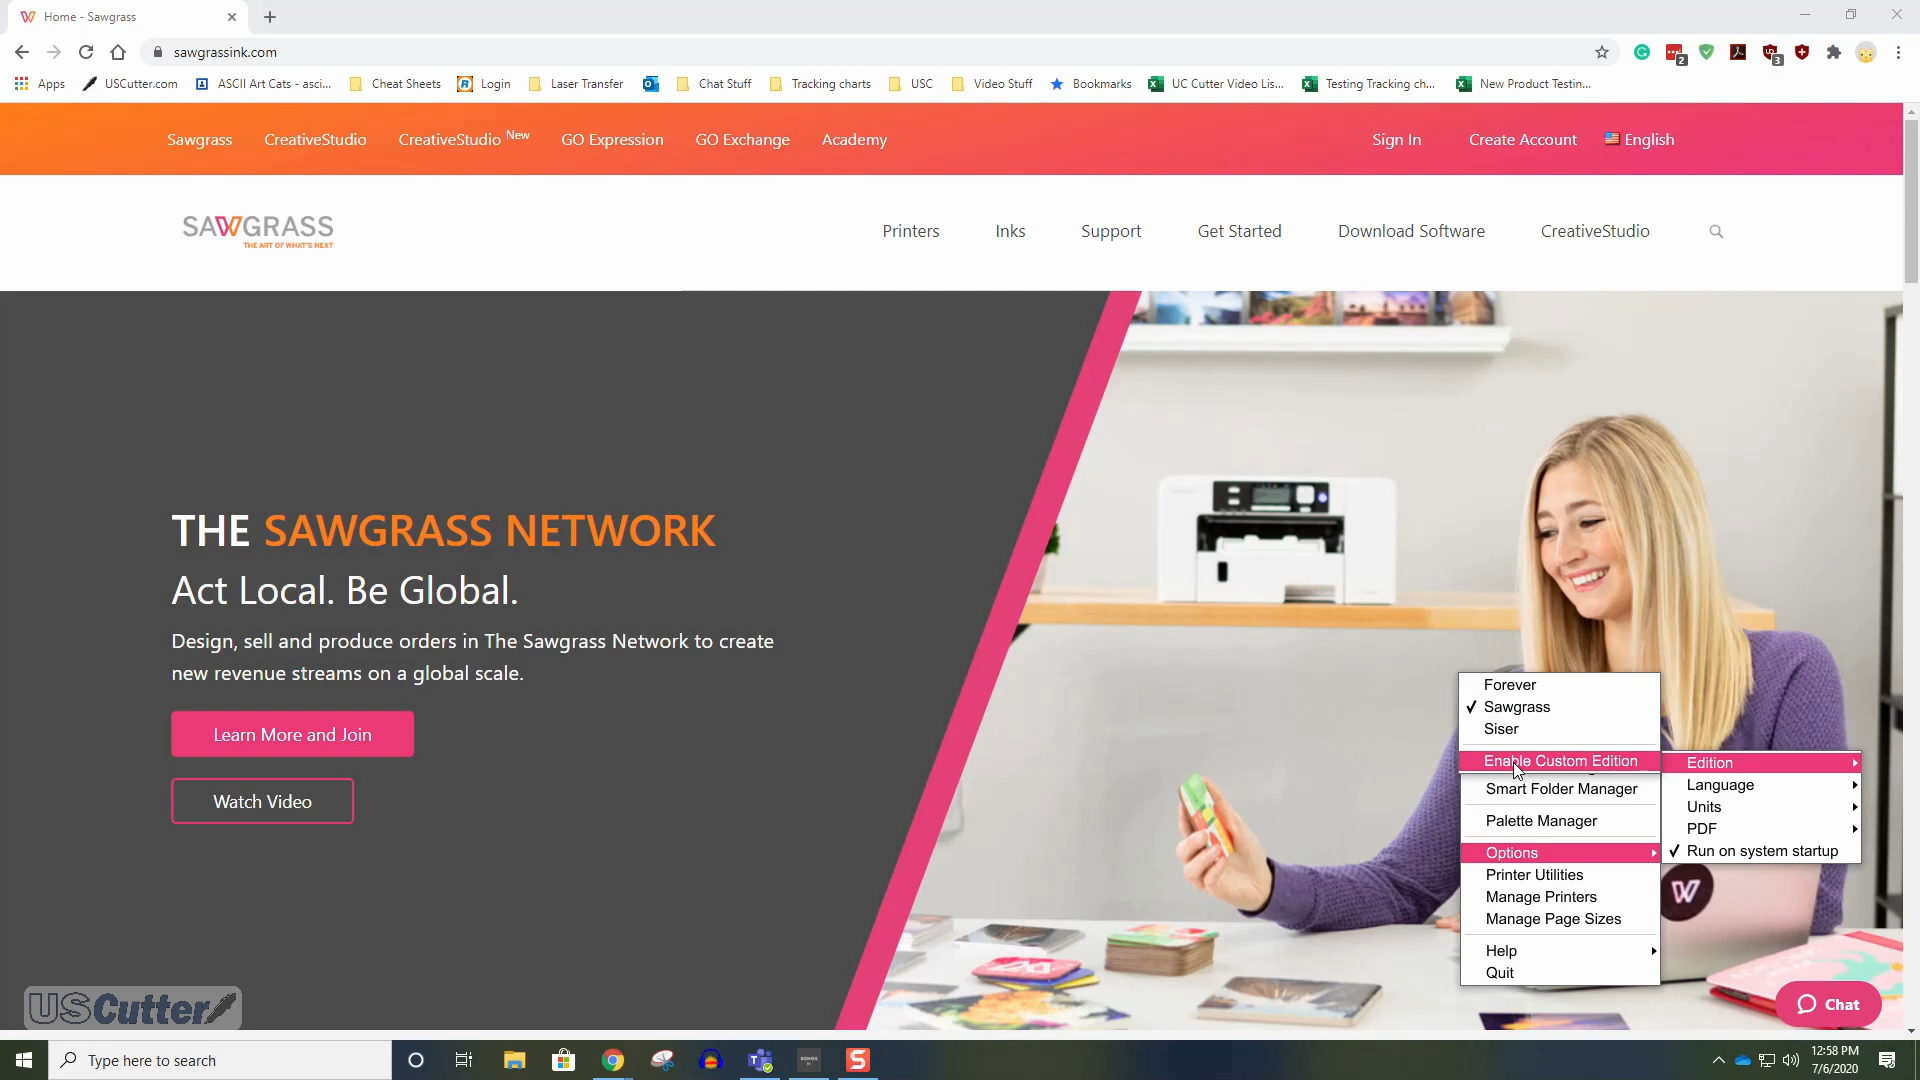 Home - Sawgrass
sawgrassink.com
2
3
Apps
USCutter.com
ASCII Art Cats - asci...
Cheat Sheets
Login
Laser Transfer
Chat Stuff
Tracking charts
USC
Video Stuff
Bookmarks
UC Cutter Video Lis...
Testing Tracking ch...
New Product Testin...
Sawgrass
CreativeStudio
CreativeStudio New
GO Expression
GO Exchange
Academy
Sign In
Create Account
English
SAWGRASS
THE ART OF WHAT'S NEXT
Printers
Inks
Support
Get Started
Download Software
CreativeStudio
THE SAWGRASS NETWORK
Act Local. Be Global.
Design, sell and produce orders in The Sawgrass Network to create
new revenue streams on a global scale.
Learn More and Join
Watch Video
Forever
✓ Sawgrass
Siser
Enable Custom Edition
Smart Folder Manager
Palette Manager
Options
Printer Utilities
Manage Printers
Manage Page Sizes
Help
Quit
Edition
Language
Units
PDF
✓ Run on system startup
Chat
USCutter
Type here to search
12:58 PM
7/6/2020